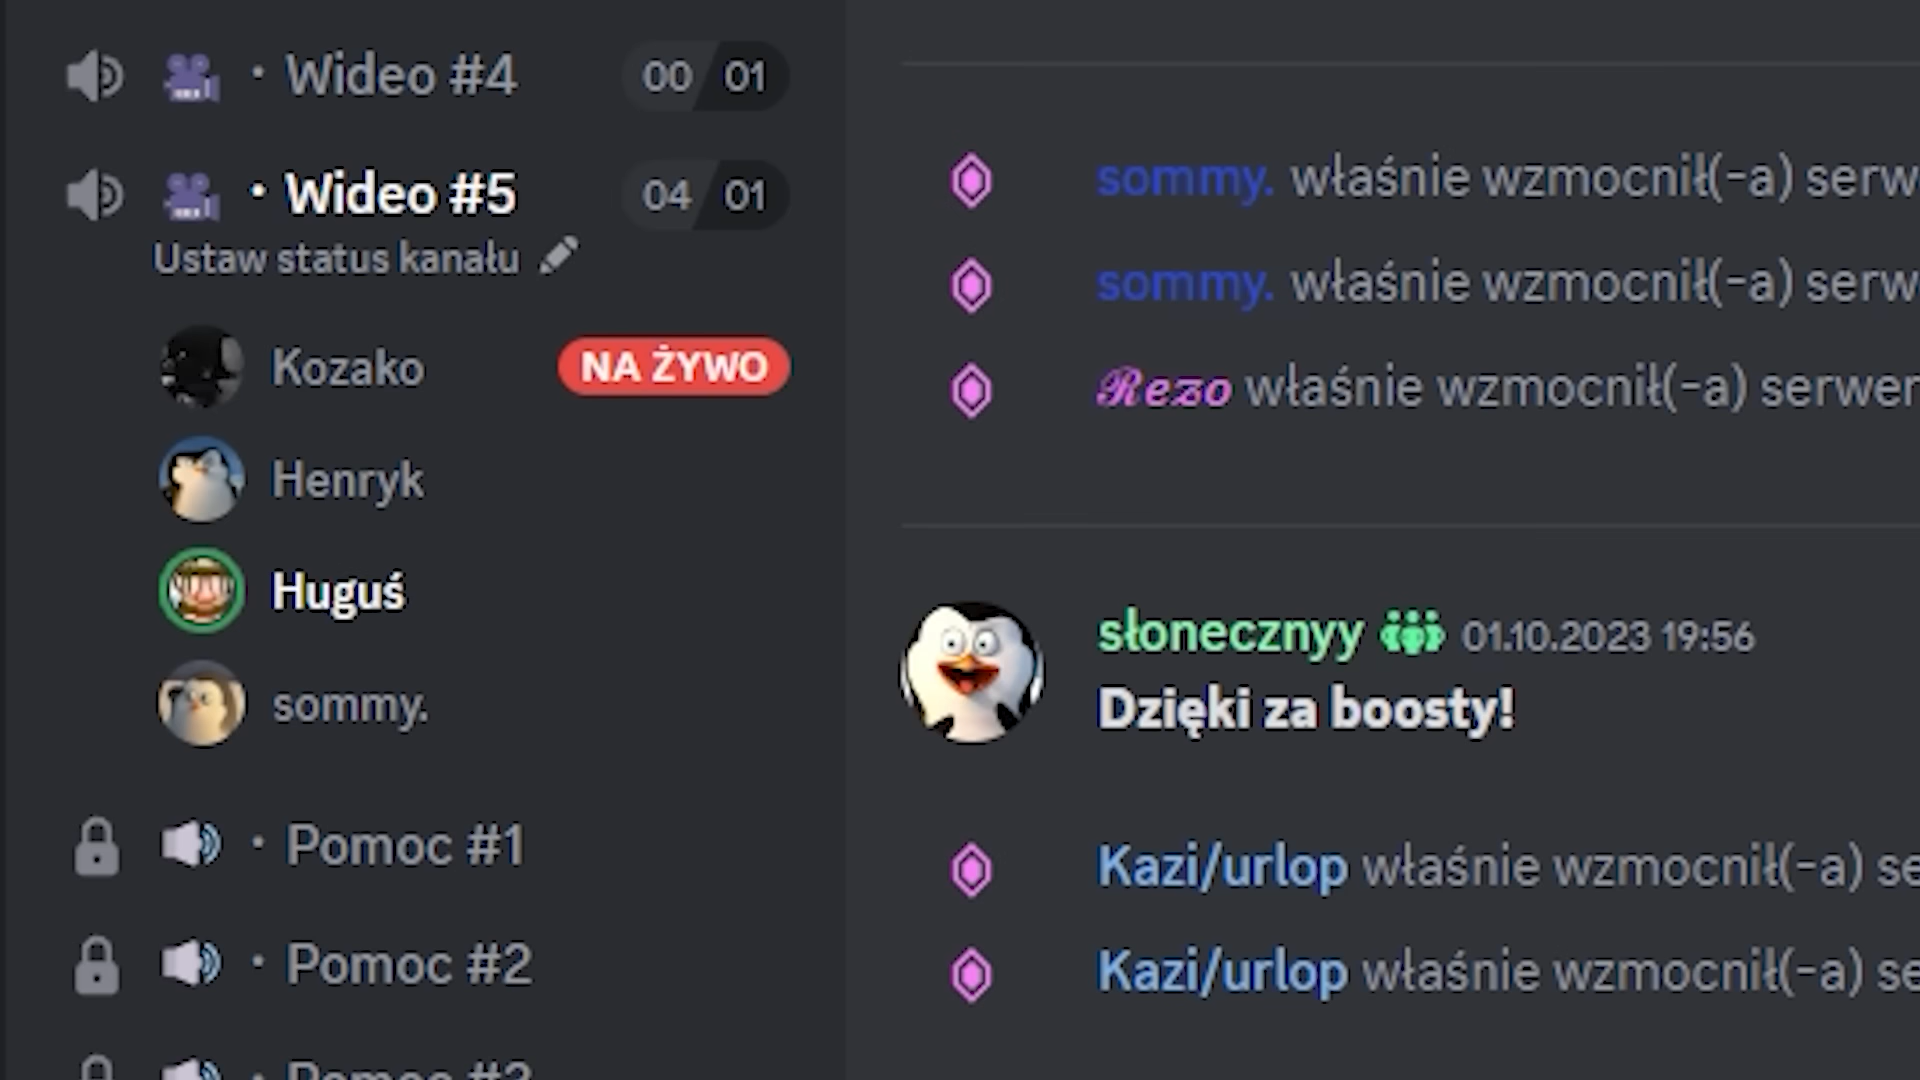 · Wideo #4 00 01
· Wideo #5 04 01
Ustaw status kanału
Kozako NA ŻYWO
Henryk
Huguś
sommy.
· Pomoc #1
· Pomoc #2
· Pomoc #3
sommy. właśnie wzmocnił(-a) serw
sommy. właśnie wzmocnił(-a) serw
Rezo właśnie wzmocnił(-a) serwer
słonecznyy 01.10.2023 19:56
Dzięki za boosty!
Kazi/urlop właśnie wzmocnił(-a) se
Kazi/urlop właśnie wzmocnił(-a) se